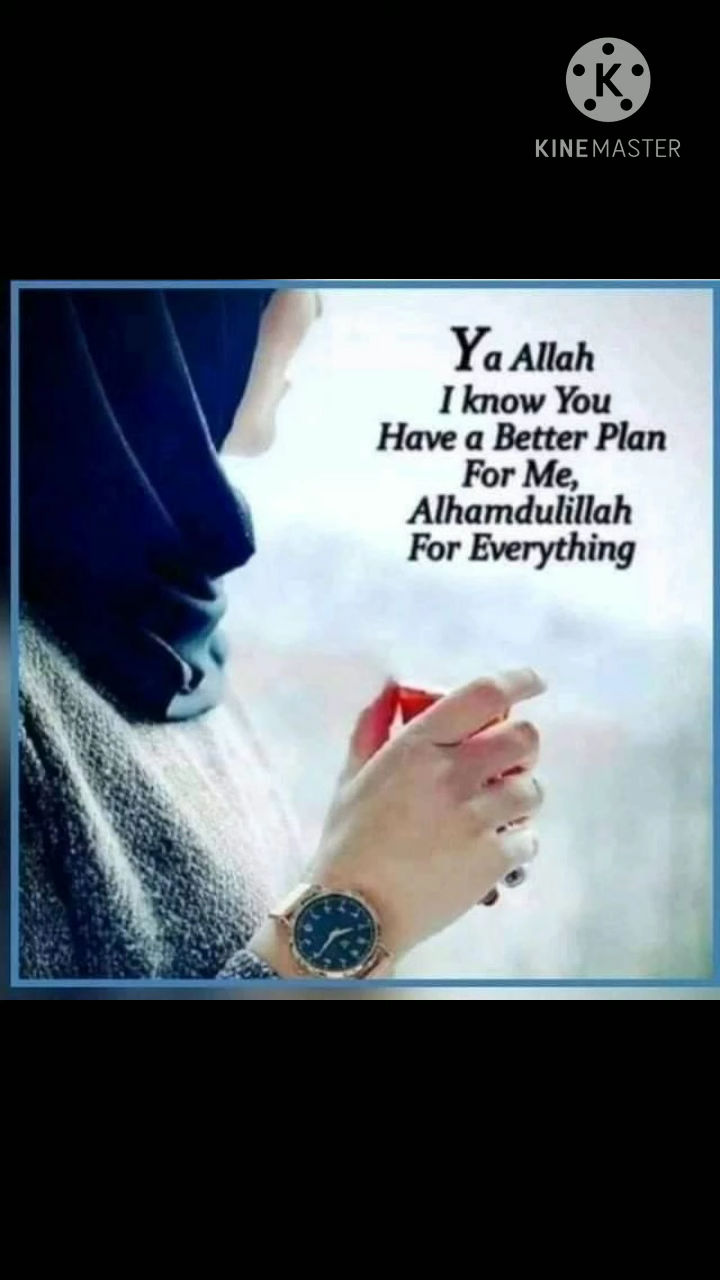 K
KINEMASTER
Ya Allah
I know You
Have a Better Plan
For Me,
Alhamdulillah
For Everything